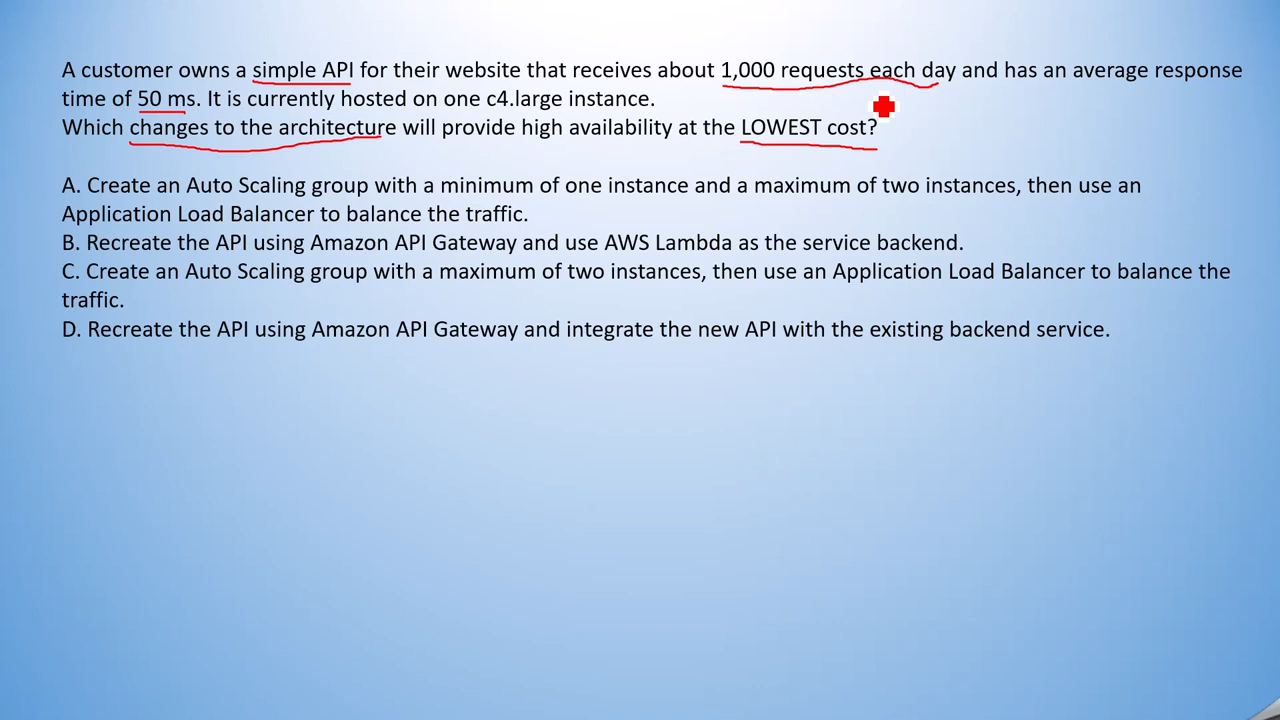 A customer owns a simple API for their website that receives about 1,000 requests each day and has an average response
time of 50 ms. It is currently hosted on one c4.large instance.
Which changes to the architecture will provide high availability at the LOWEST cost?
A. Create an Auto Scaling group with a minimum of one instance and a maximum of two instances, then use an
Application Load Balancer to balance the traffic.
B. Recreate the API using Amazon API Gateway and use AWS Lambda as the service backend.
C. Create an Auto Scaling group with a maximum of two instances, then use an Application Load Balancer to balance the
traffic.
D. Recreate the API using Amazon API Gateway and integrate the new API with the existing backend service.